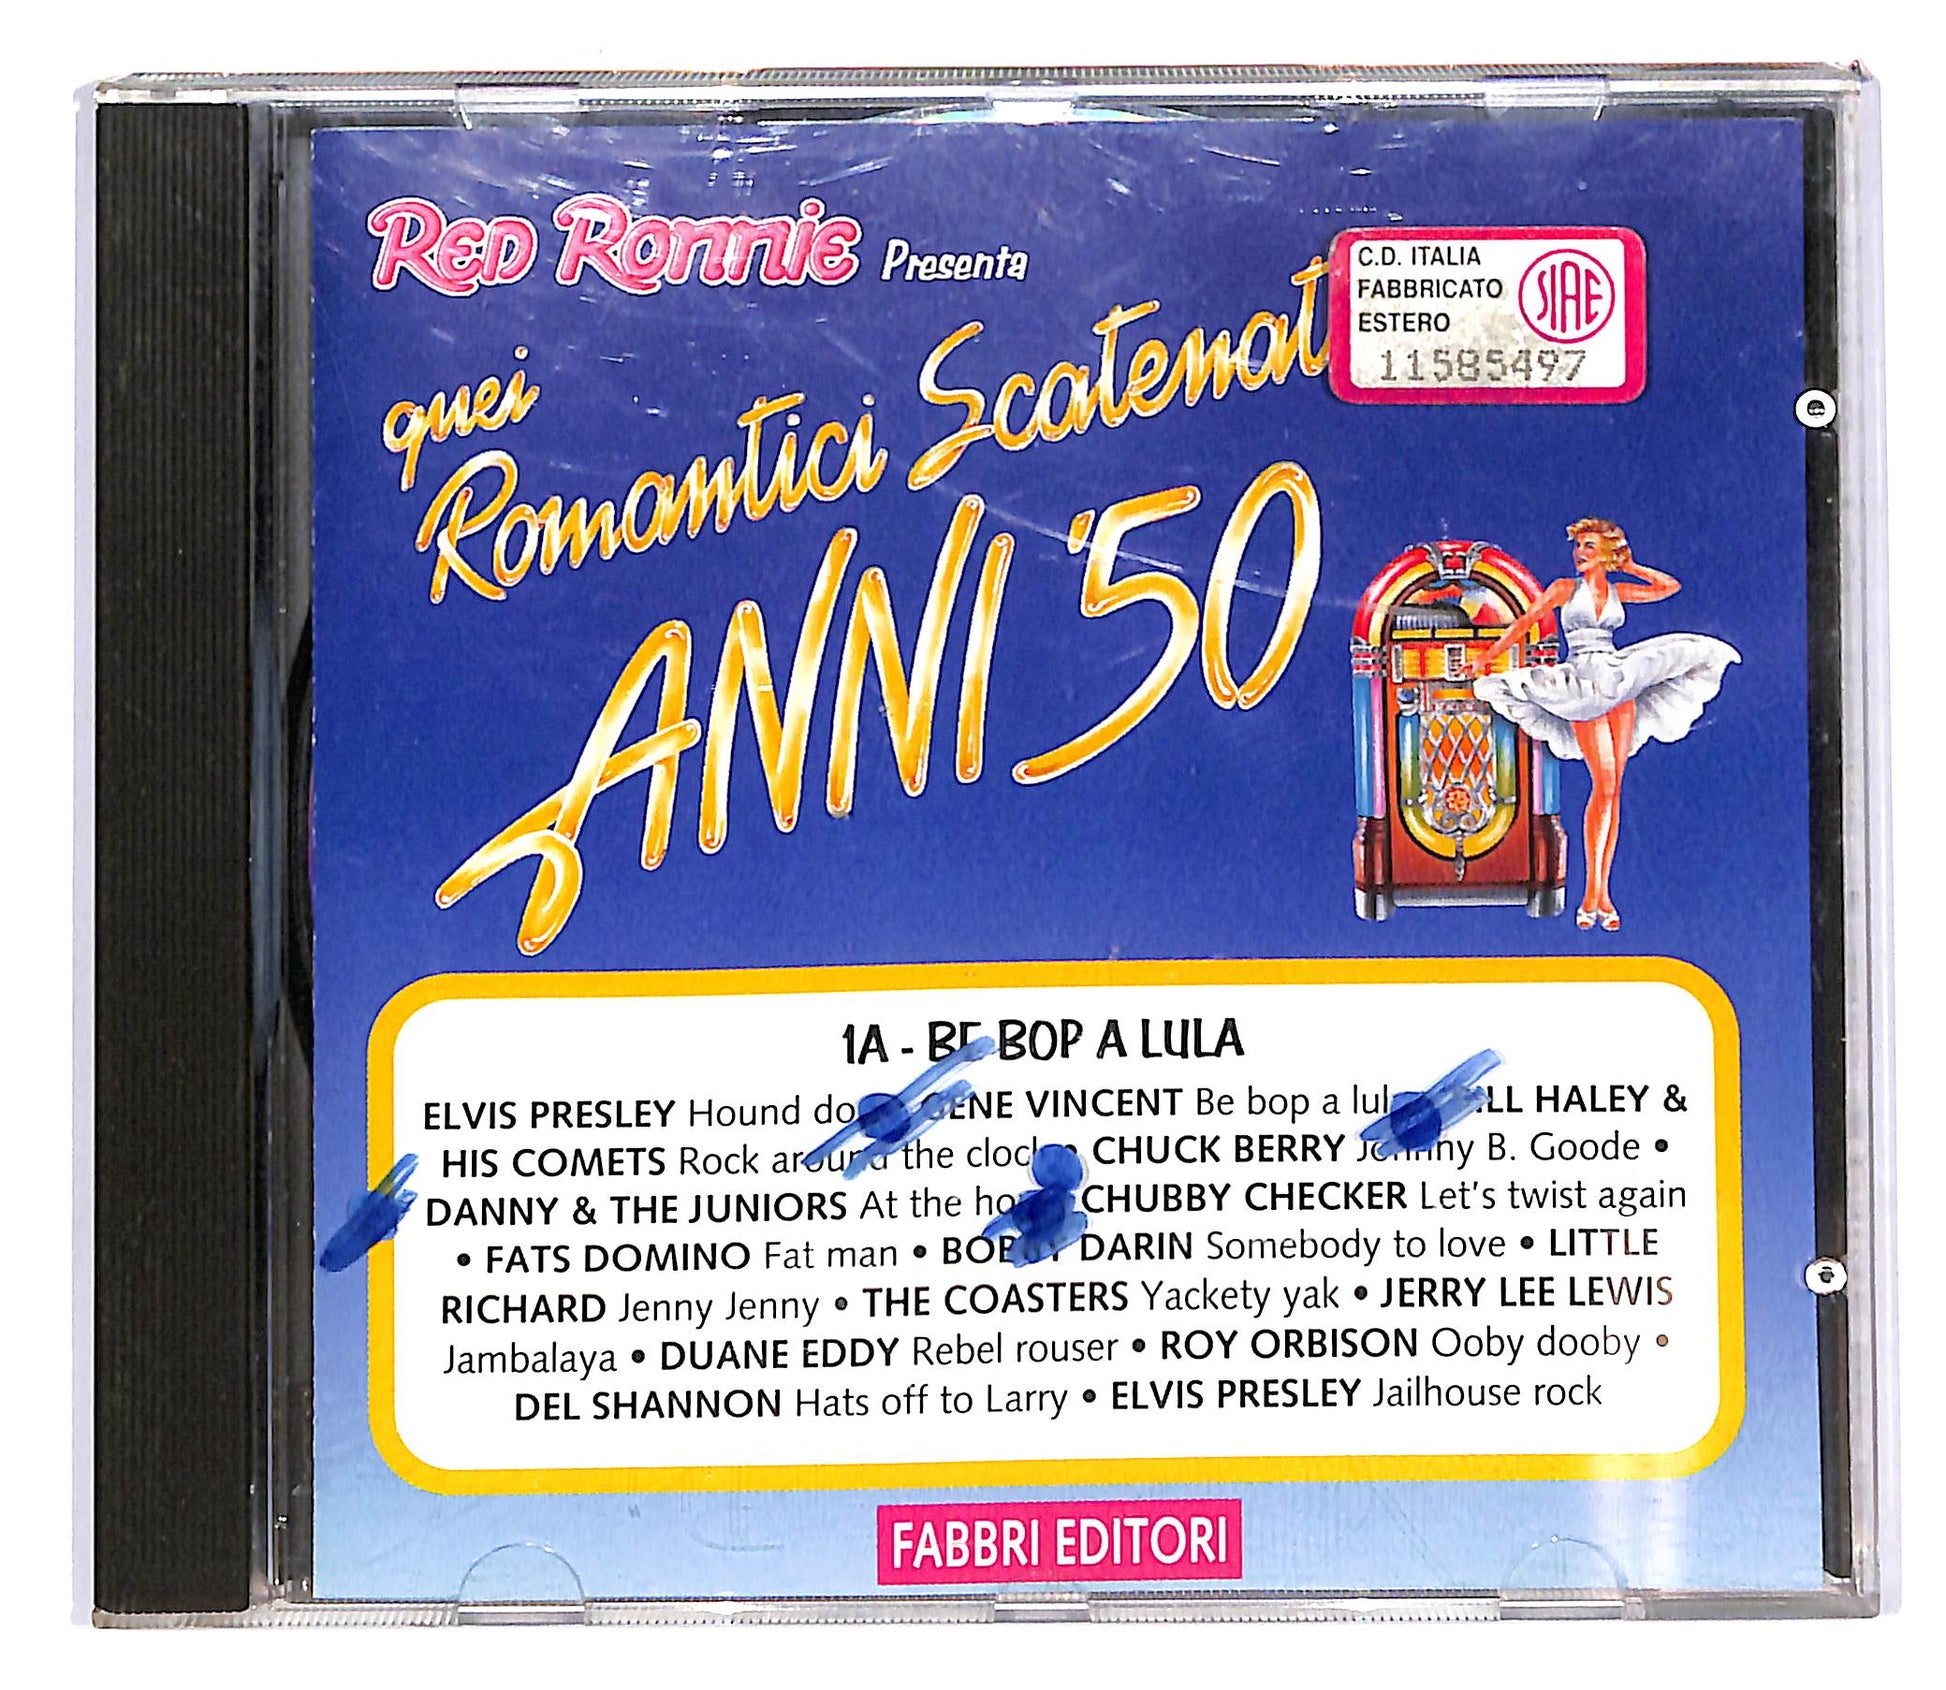 RED RONNIE Presenta
C.D. ITALIA
FABBRICATO
ESTERO
SIAE
11585497
quei
Romantici Scatenat
ANNI '50
1A - BE BOP A LULA
ELVIS PRESLEY Hound do GENE VINCENT Be bop a lul BILL HALEY &
HIS COMETS Rock around the clock • CHUCK BERRY Johnny B. Goode •
DANNY & THE JUNIORS At the ho CHUBBY CHECKER Let's twist again
• FATS DOMINO Fat man • BOBBY DARIN Somebody to love • LITTLE
RICHARD Jenny Jenny • THE COASTERS Yackety yak • JERRY LEE LEWIS
Jambalaya • DUANE EDDY Rebel rouser • ROY ORBISON Ooby dooby •
DEL SHANNON Hats off to Larry • ELVIS PRESLEY Jailhouse rock
FABBRI EDITORI